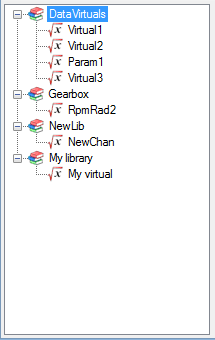 DataVirtuals
Virtual1
Virtual2
Param1
Virtual3
Gearbox
RpmRad2
NewLib
NewChan
My library
My virtual